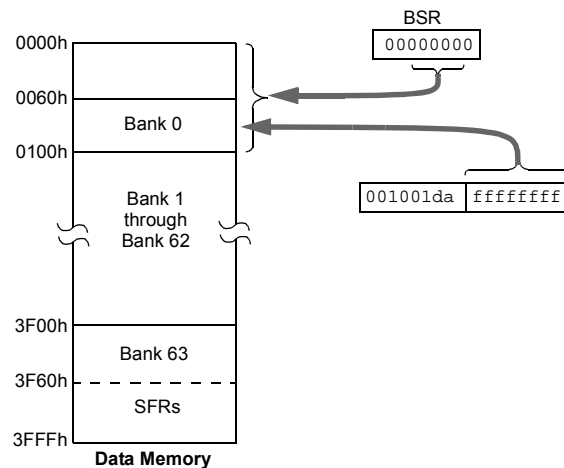 BSR
0000h
00000000
0060h
Bank 0
0100h
Bank 1
through
Bank 62
001001da
ffffffff
3F00h
Bank 63
3F60h
SFRs
3FFFh
Data Memory